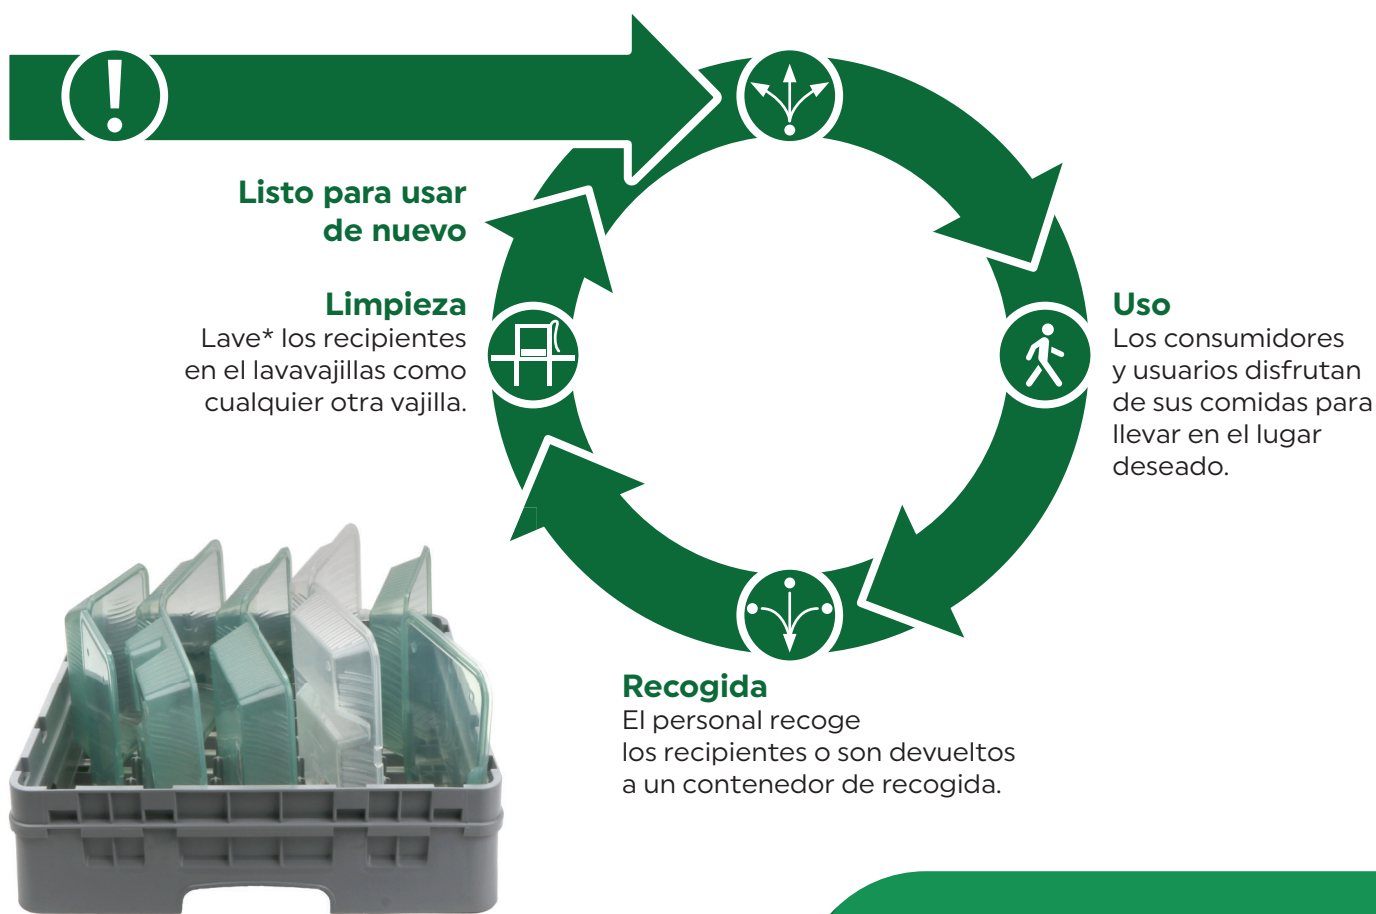 Listo para usar
de nuevo
Limpieza
Lave* los recipientes
en el lavavajillas como
cualquier otra vajilla.
Uso
Los consumidores
y usuarios disfrutan
de sus comidas para
llevar en el lugar
deseado.
Recogida
El personal recoge
los recipientes o son devueltos
a un contenedor de recogida.